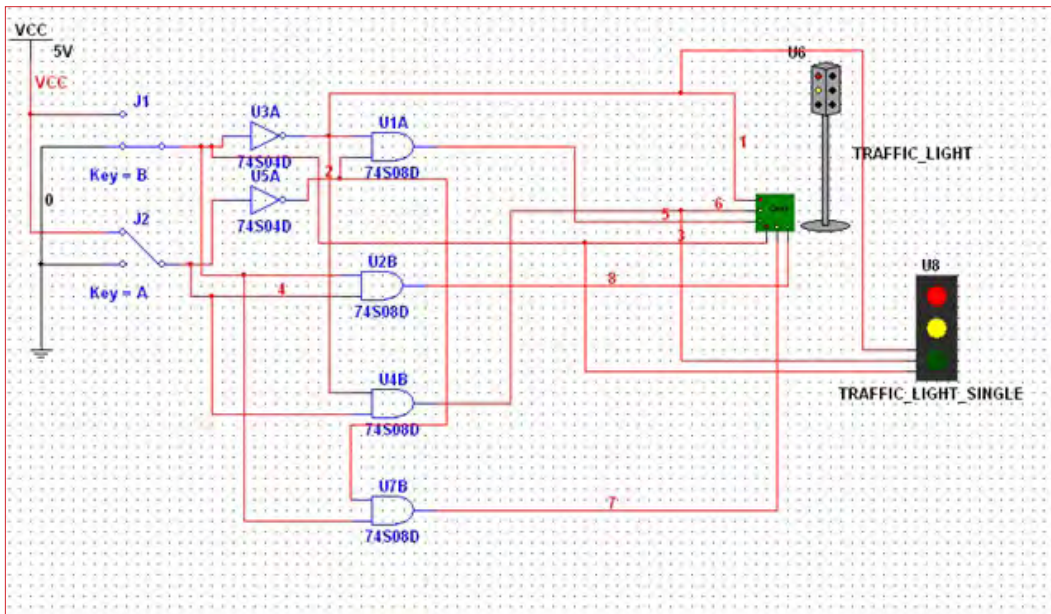 VCC
5V
VCC
J1
U3A
U1A
U6
1
TRAFFIC_LIGHT
74S04D
2
74S08D
Key = B
U5A
0
6
5
J2
74S04D
3
U2B
U8
8
Key = A
4
74S08D
U4B
TRAFFIC_LIGHT_SINGLE
74S08D
U7B
7
74S08D